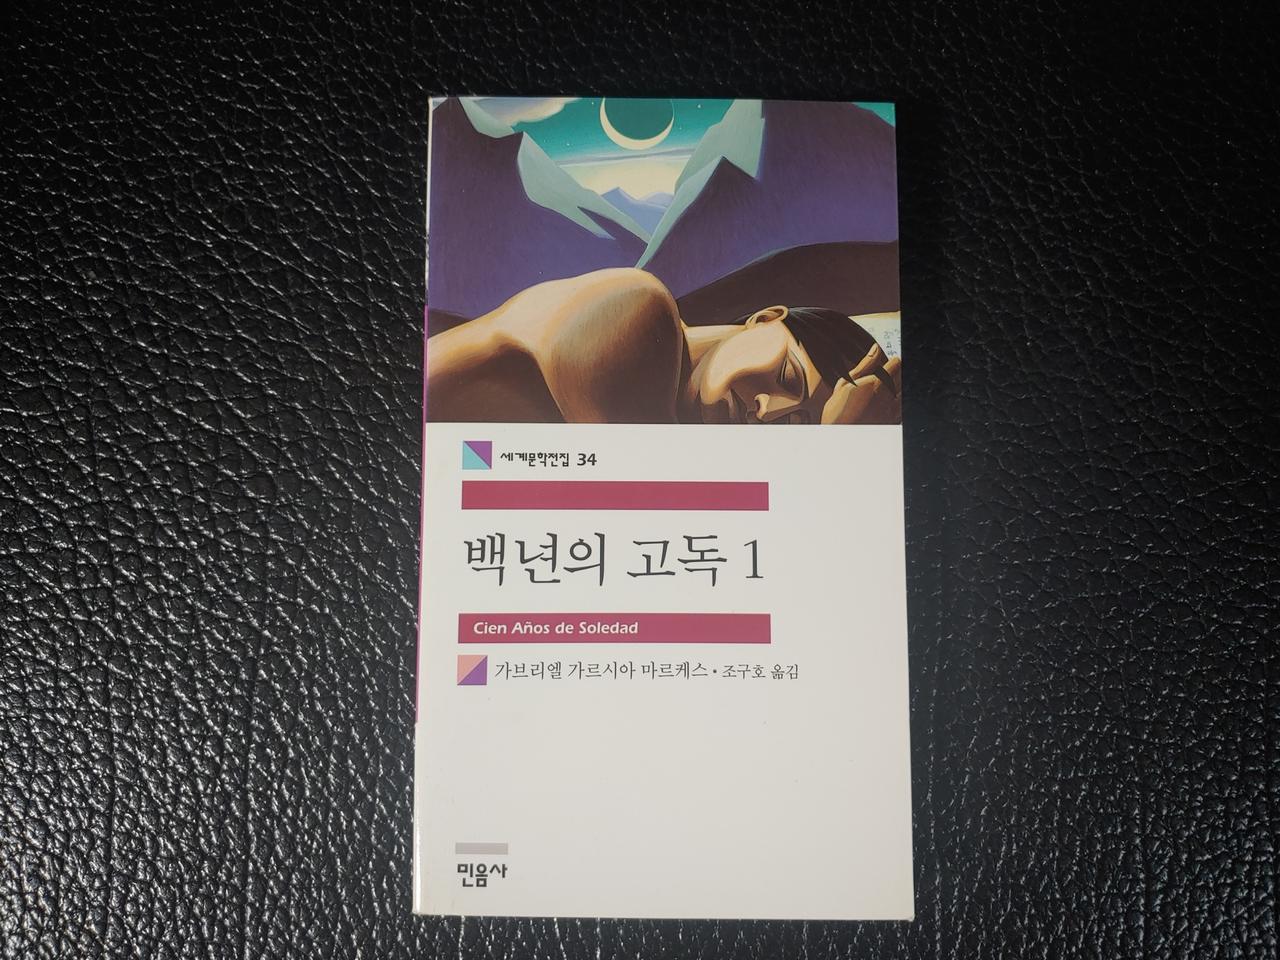 세계문학전집 34
백년의 고독 1
Cien Años de Soledad
가브리엘 가르시아 마르케스 · 조구호 옮김
민음사